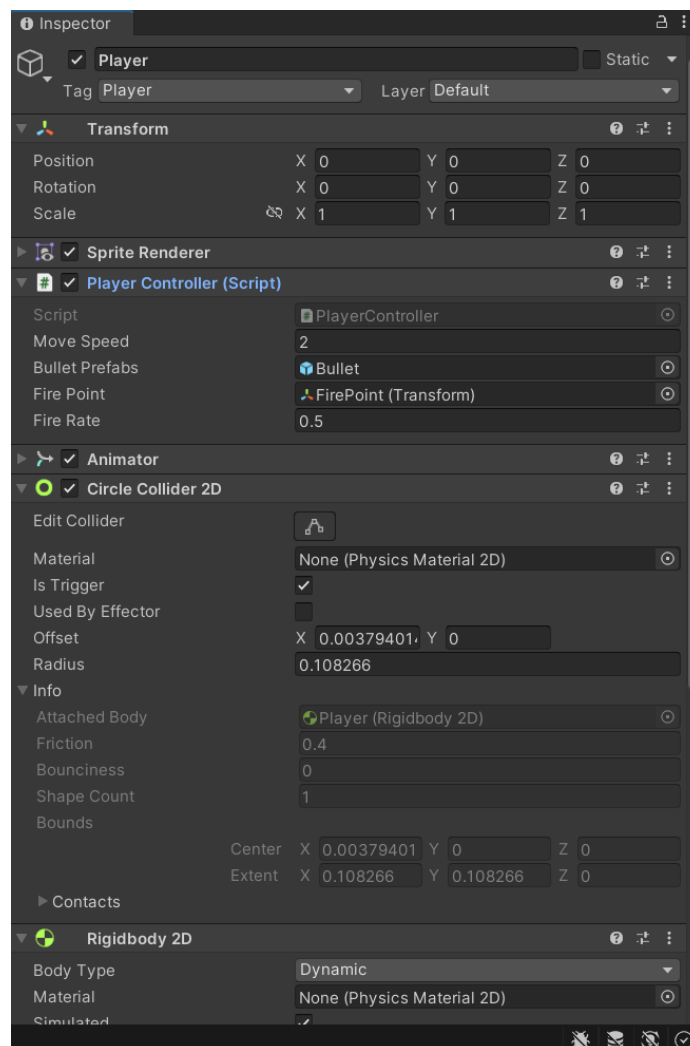 Inspector
Player
Static
Tag Player Layer Default
Transform
Position X 0 Y 0 Z 0
Rotation X 0 Y 0 Z 0
Scale X 1 Y 1 Z 1
Sprite Renderer
# Player Controller (Script)
Script PlayerController
Move Speed 2
Bullet Prefabs Bullet
Fire Point FirePoint (Transform)
Fire Rate 0.5
Animator
Circle Collider 2D
Edit Collider
Material None (Physics Material 2D)
Is Trigger
Used By Effector
Offset X 0.00379401 Y 0
Radius 0.108266
Info
Attached Body Player (Rigidbody 2D)
Friction 0.4
Bounciness 0
Shape Count 1
Bounds
Center X 0.00379401 Y 0 Z 0
Extent X 0.108266 Y 0.108266 Z 0
Contacts
Rigidbody 2D
Body Type Dynamic
Material None (Physics Material 2D)
Simulated